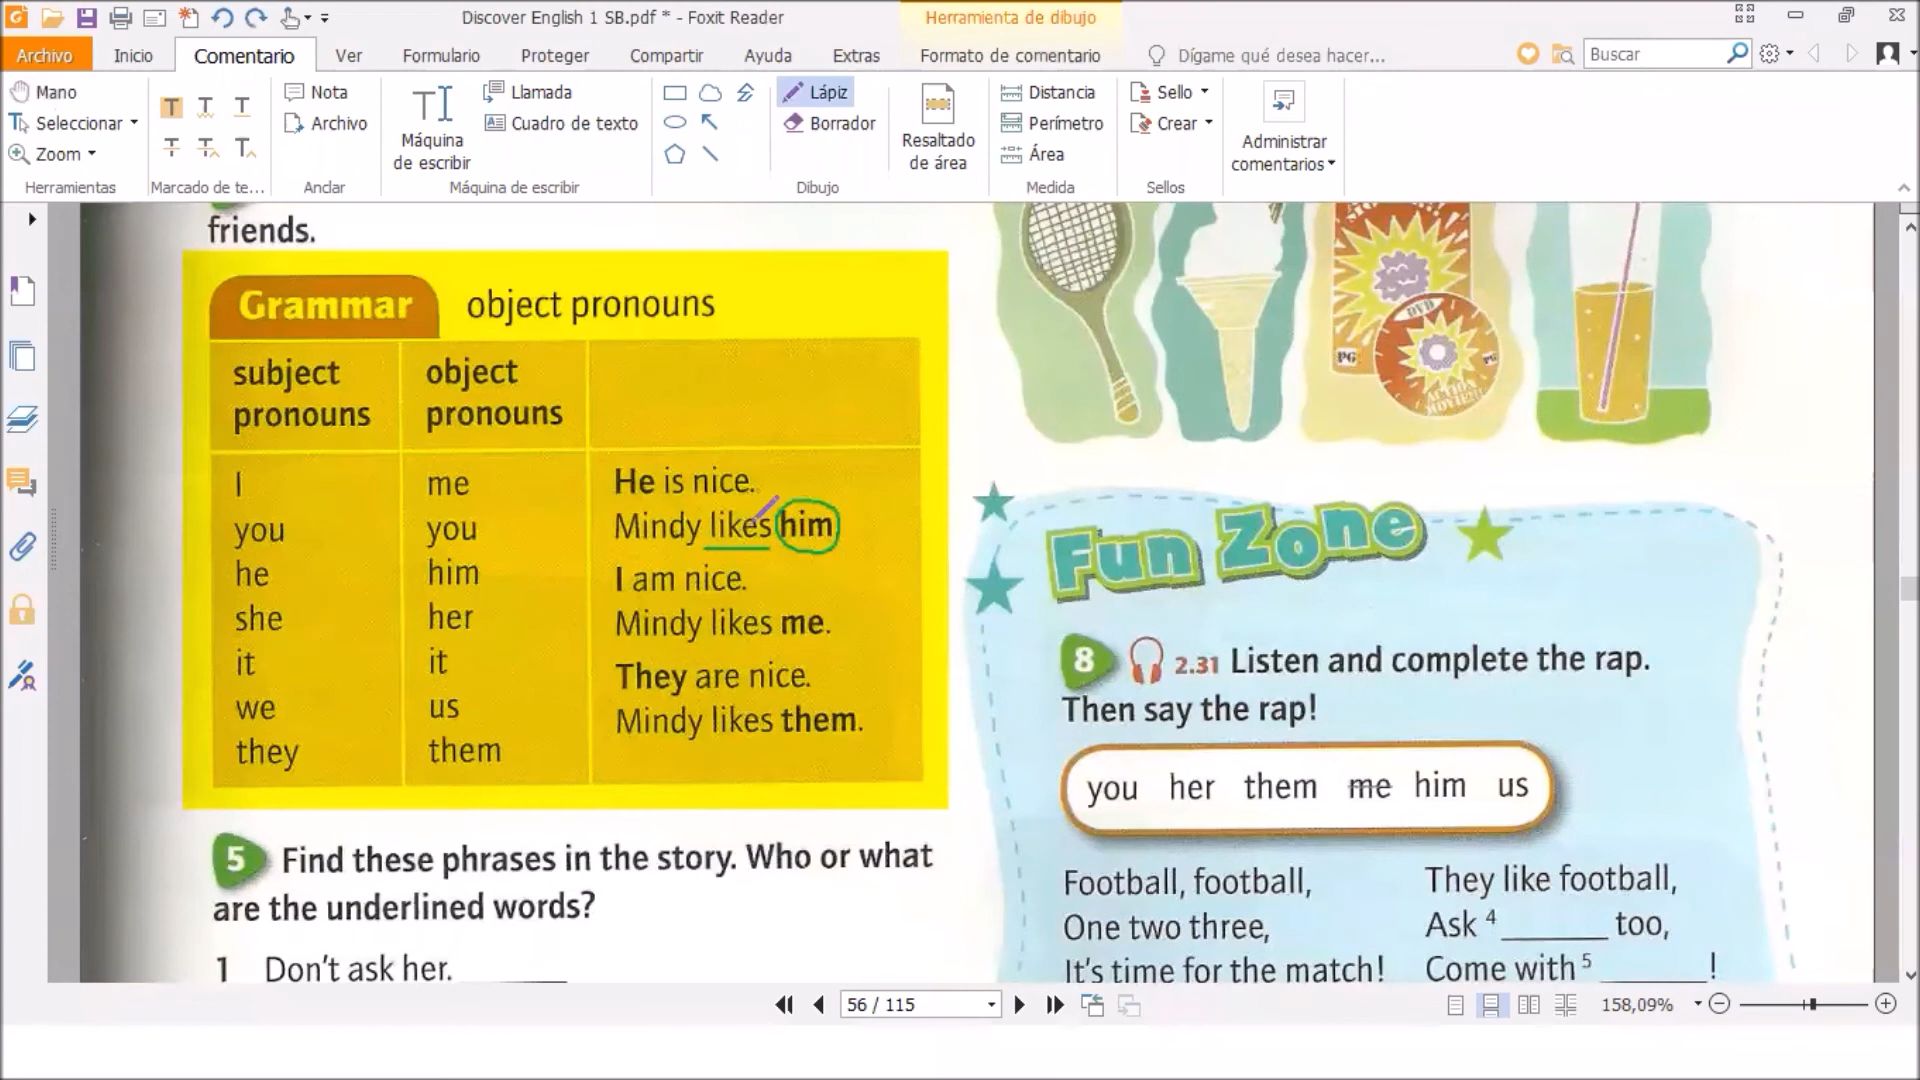 Discover English 1 SB.pdf * - Foxit Reader
Herramienta de dibujo
Archivo Inicio Comentario Ver Formulario Proteger Compartir Ayuda Extras Formato de comentario Dígame qué desea hacer... Buscar
Mano
Seleccionar
Zoom
Herramientas
Marcado de te...
Nota
Archivo
Anclar
Máquina
de escribir
Llamada
Cuadro de texto
Máquina de escribir
Lápiz
Borrador
Dibujo
Resaltado
de área
Distancia
Perímetro
Área
Medida
Sello
Crear
Sellos
Administrar
comentarios
friends.
Grammar object pronouns
subject
pronouns
object
pronouns
I me
you you
he him
she her
it it
we us
they them
He is nice.
Mindy likes him
I am nice.
Mindy likes me.
They are nice.
Mindy likes them.
5 Find these phrases in the story. Who or what
are the underlined words?
1 Don't ask her. ______
PG
DVD
PG
ACTION
MOVIE!!
Fun Zone
8 2.31 Listen and complete the rap.
Then say the rap!
you her them me him us
Football, football,
One two three,
It's time for the match!
They like football,
Ask 4 ______ too,
Come with 5 ______ !
56 / 115
158,09%